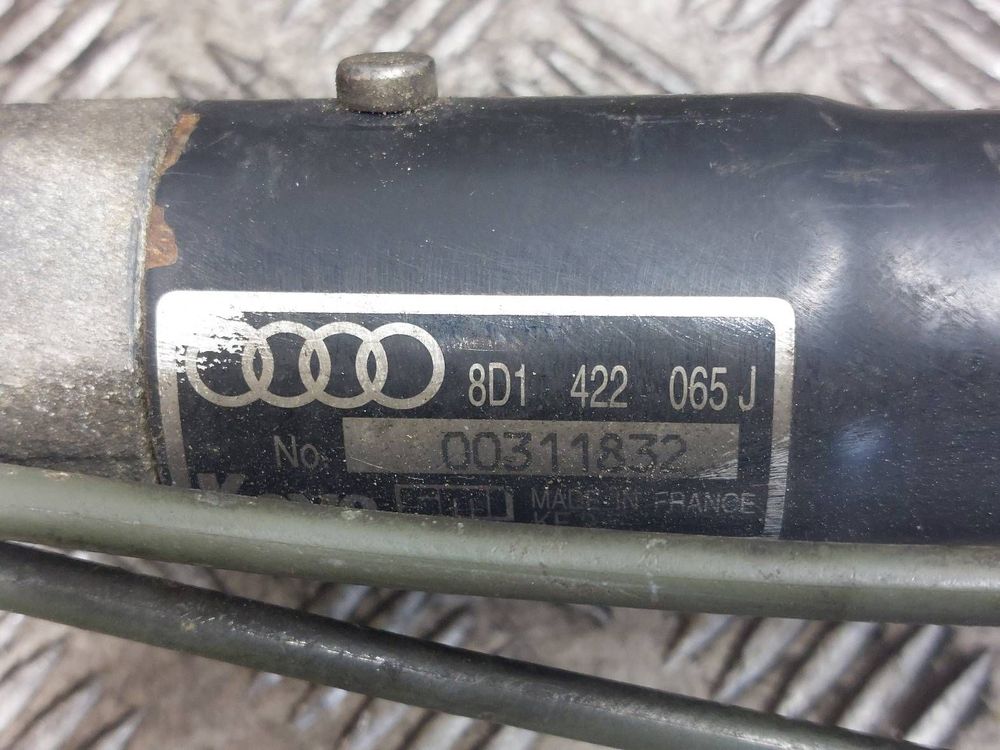 8D1 422 065 J
No. 00311832
MADE IN FRANCE